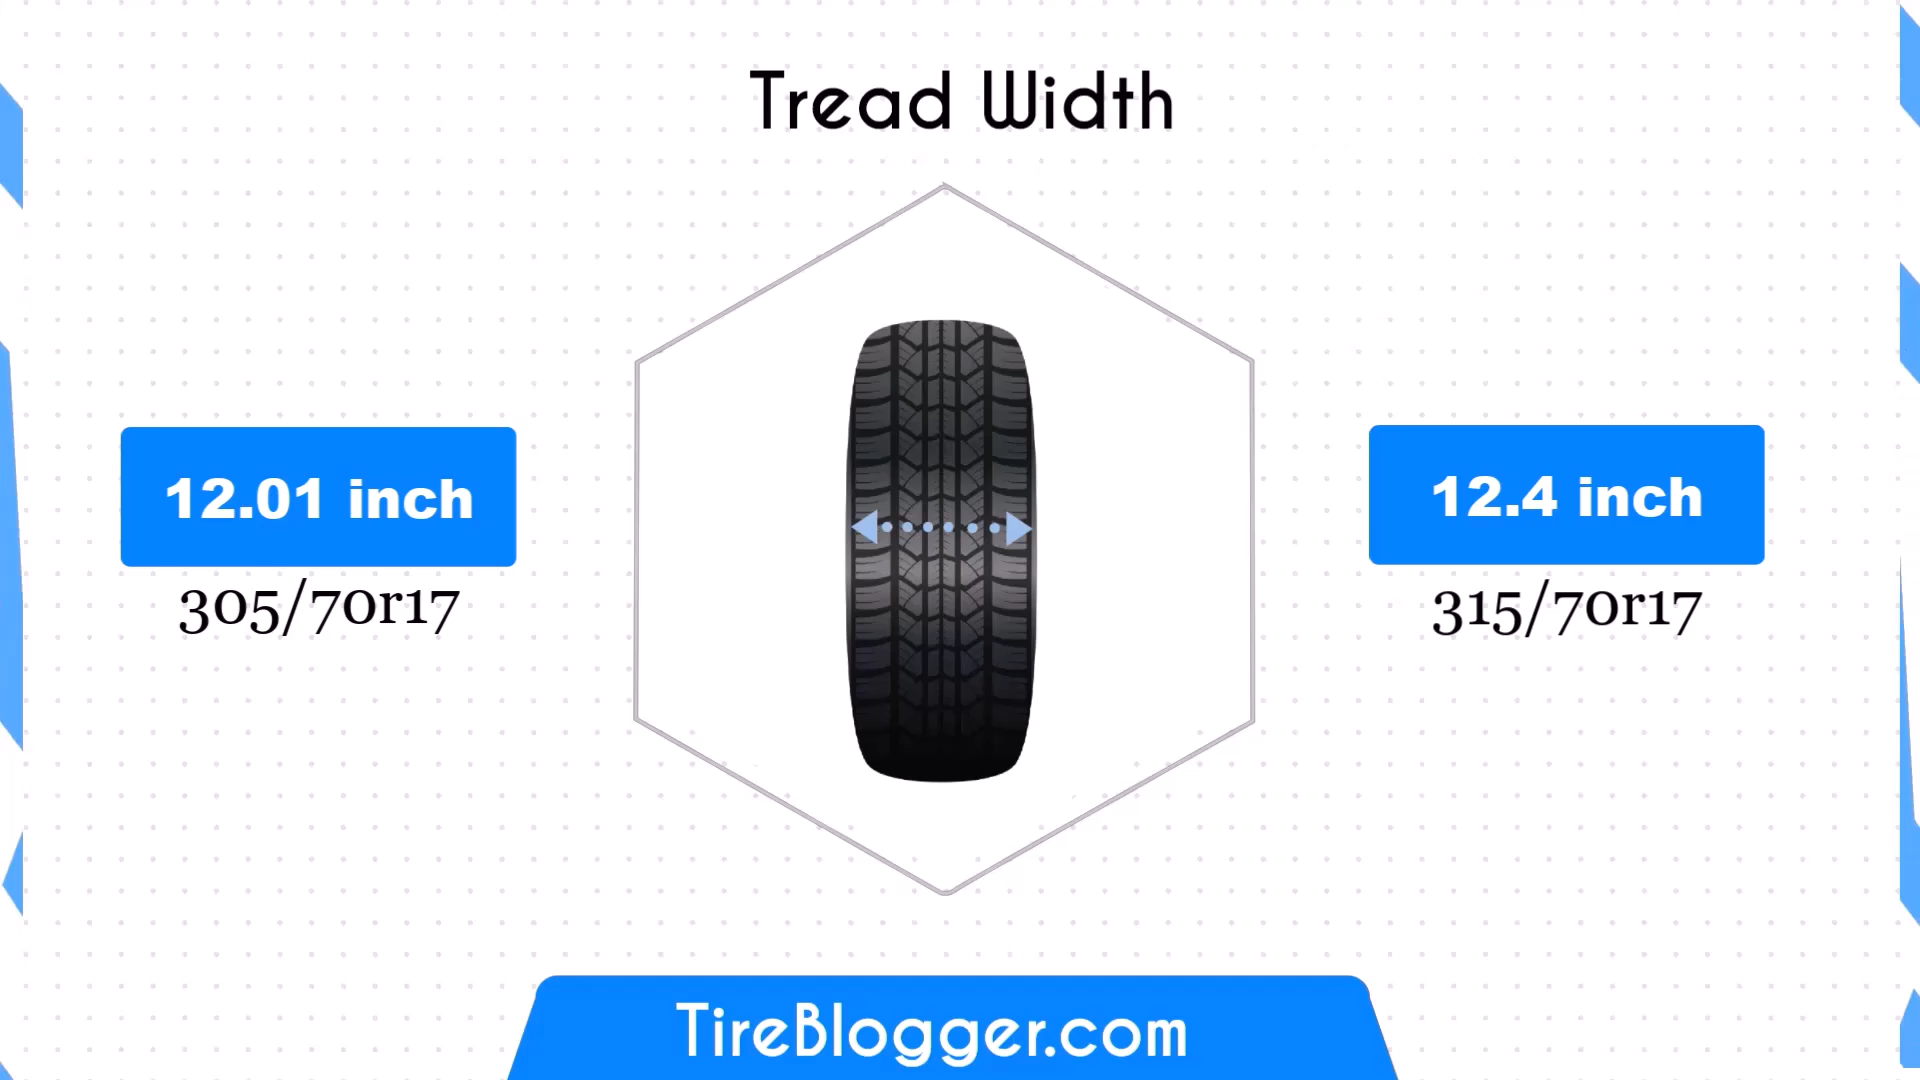 Tread Width
12.01 inch
305/70r17
12.4 inch
315/70r17
TireBlogger.com